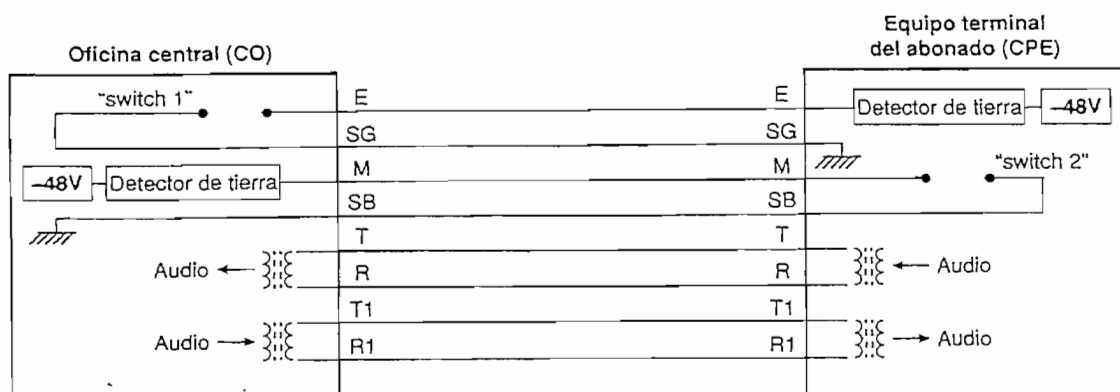 Oficina central (CO)
Equipo terminal
del abonado (CPE)
"switch 1"
E
E
Detector de tierra
–48V
SG
SG
–48V
Detector de tierra
M
M
"switch 2"
SB
SB
T
T
Audio
R
R
Audio
T1
T1
Audio
R1
R1
Audio